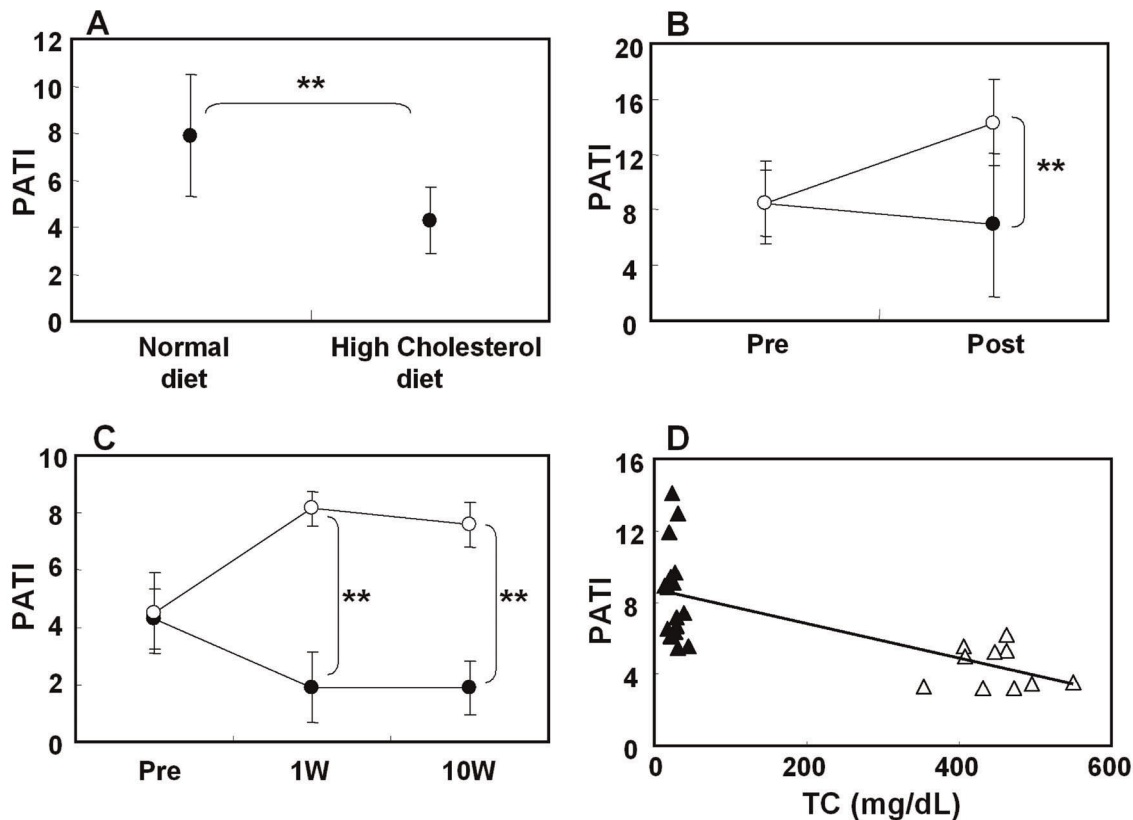 A
12
10
8
6
4
2
0
PATI
**
Normal
diet
High Cholesterol
diet
B
20
16
12
8
4
0
PATI
**
Pre
Post
C
10
8
6
4
2
0
PATI
**
**
Pre
1W
10W
D
16
12
8
4
0
PATI
0
200
400
600
TC (mg/dL)